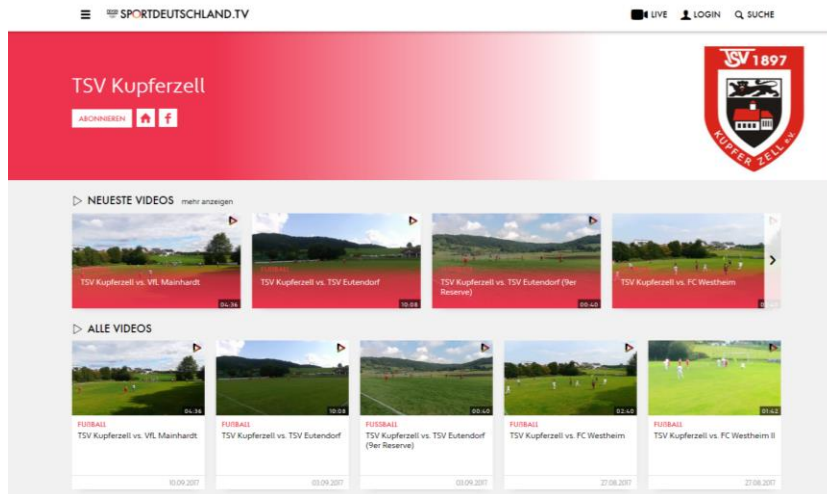 SPORTDEUTSCHLAND.TV
LIVE LOGIN SUCHE
TSV Kupferzell
ABONNIEREN
TSV 1897
KUPFERZELL e.v.
NEUESTE VIDEOS mehr anzeigen
TSV Kupferzell vs. VfL Mainhardt
04:36
TSV Kupferzell vs. TSV Eutendorf
10:08
TSV Kupferzell vs. TSV Eutendorf (9er
Reserve)
00:40
TSV Kupferzell vs. FC Westheim
ALLE VIDEOS
04:36
FUßBALL
TSV Kupferzell vs. VfL Mainhardt
10.09.2017
10:08
FUßBALL
TSV Kupferzell vs. TSV Eutendorf
03.09.2017
00:40
FUSSBALL
TSV Kupferzell vs. TSV Eutendorf
(9er Reserve)
03.09.2017
02:40
FUßBALL
TSV Kupferzell vs. FC Westheim
27.08.2017
01:42
FUßBALL
TSV Kupferzell vs. FC Westheim II
27.08.2017